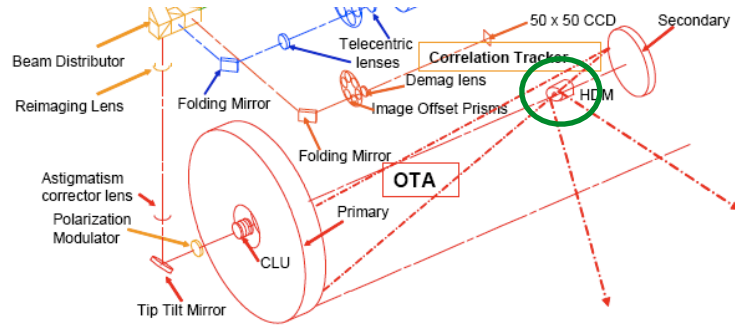 50 x 50 CCD
Secondary
Beam Distributor
Telecentric
lenses
Correlation Tracker
Reimaging Lens
Folding Mirror
Demag lens
Image Offset Prisms
HDM
Folding Mirror
OTA
Astigmatism
corrector lens
Polarization
Modulator
Primary
CLU
Tip Tilt Mirror